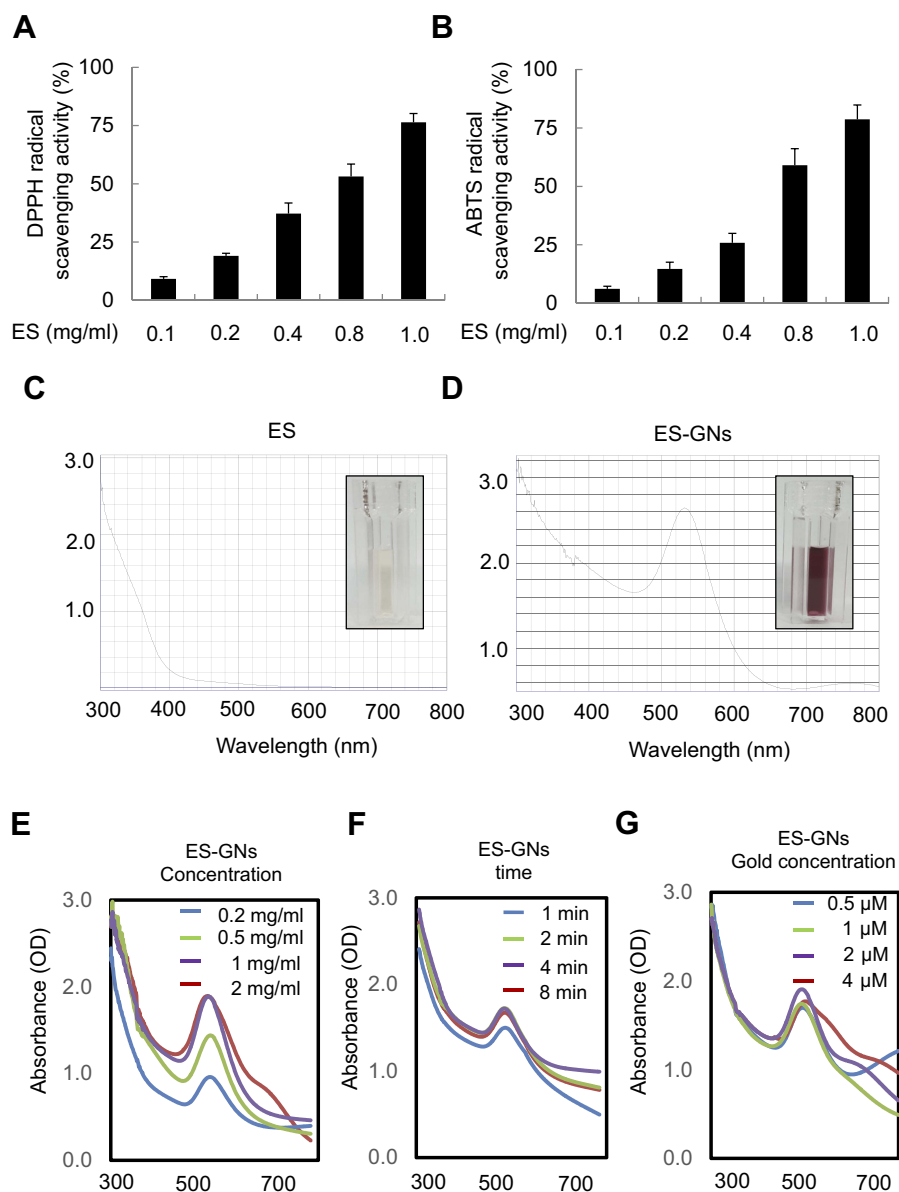 A
DPPH radical
scavenging activity (%)
100
75
50
25
0
ES (mg/ml) 0.1 0.2 0.4 0.8 1.0
B
ABTS radical
scavenging activity (%)
100
75
50
25
0
ES (mg/ml) 0.1 0.2 0.4 0.8 1.0
C
ES
3.0
2.0
1.0
300 400 500 600 700 800
Wavelength (nm)
D
ES-GNs
3.0
2.0
1.0
300 400 500 600 700 800
Wavelength (nm)
E
ES-GNs
Concentration
Absorbance (OD)
3.0
2.0
1.0
0.0
0.2 mg/ml
0.5 mg/ml
1 mg/ml
2 mg/ml
300 500 700
F
ES-GNs
time
Absorbance (OD)
3.0
2.0
1.0
0.0
1 min
2 min
4 min
8 min
300 500 700
G
ES-GNs
Gold concentration
Absorbance (OD)
3.0
2.0
1.0
0.0
0.5 µM
1 µM
2 µM
4 µM
300 500 700